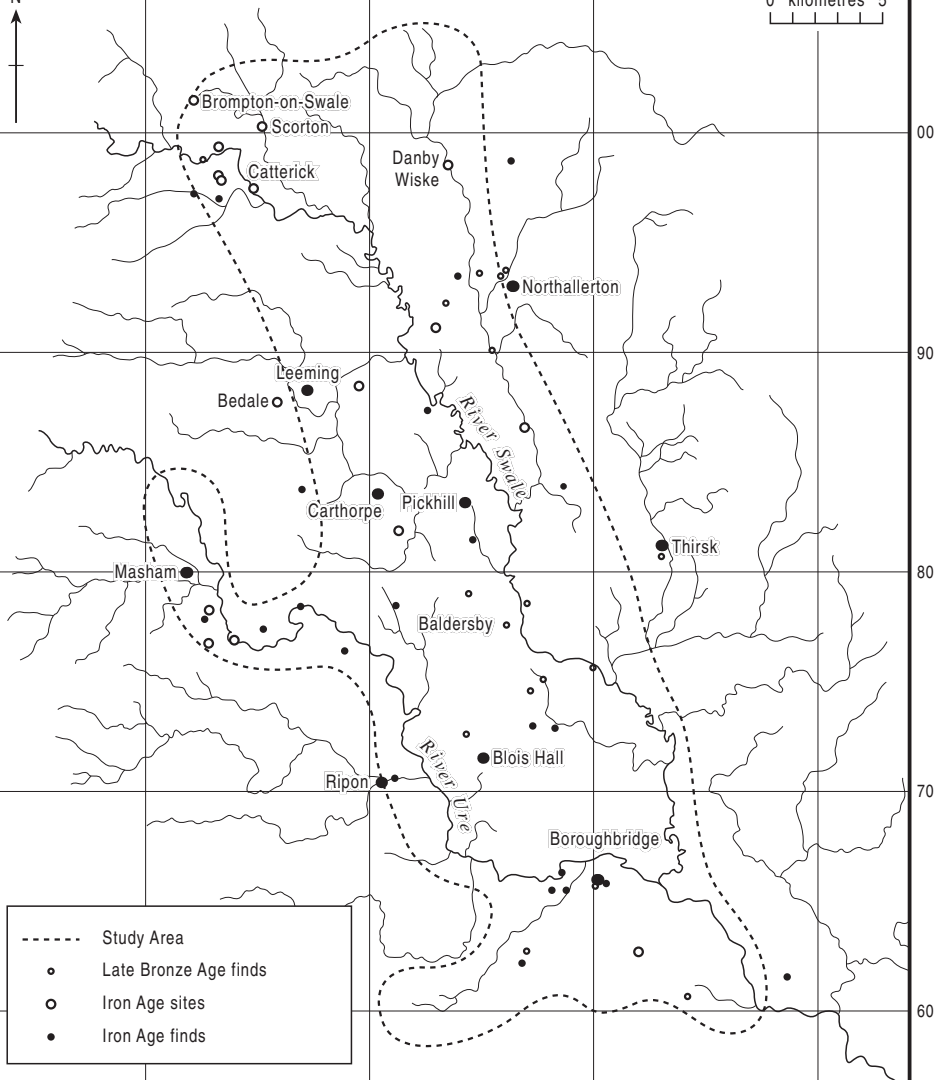 N
0 kilometres 5
Brompton-on-Swale
Scorton
00
Danby
Wiske
Catterick
Northallerton
90
Leeming
Bedale
River Swale
Carthorpe
Pickhill
Thirsk
Masham
80
Baldersby
River Ure
Blois Hall
Ripon
70
Boroughbridge
Study Area
Late Bronze Age finds
Iron Age sites
60
Iron Age finds